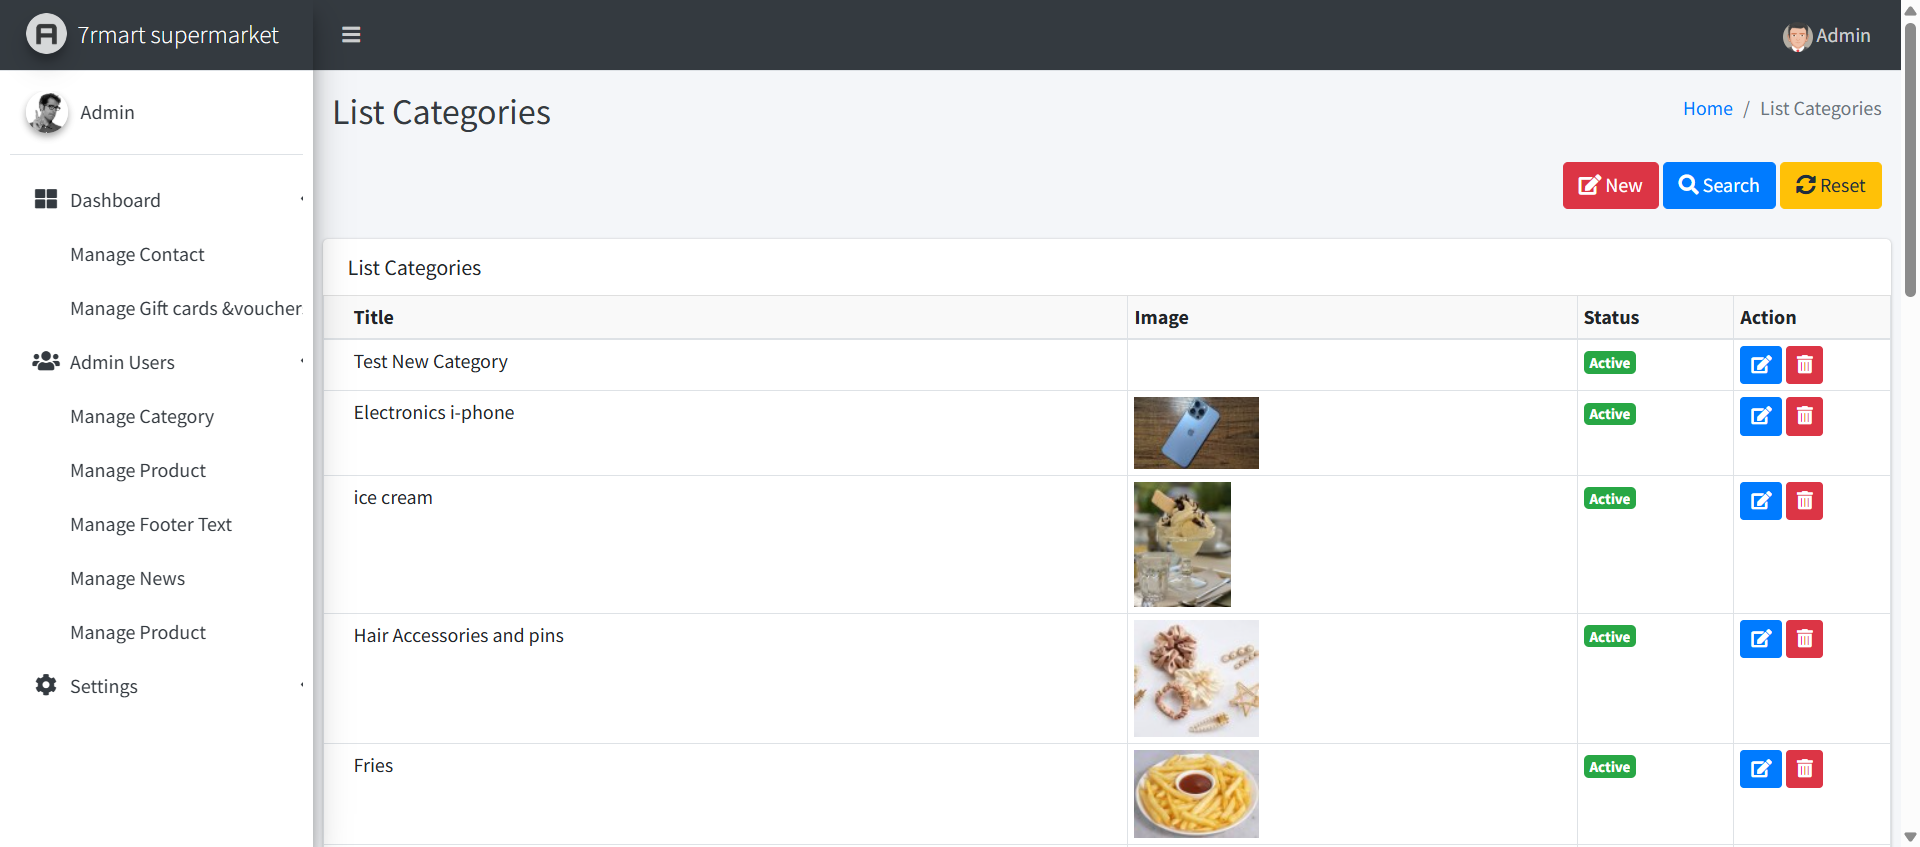 7rmart supermarket
Admin
Admin
List Categories
Home / List Categories
Dashboard
Manage Contact
Manage Gift cards &voucher
Admin Users
Manage Category
Manage Product
Manage Footer Text
Manage News
Manage Product
Settings
New Search Reset
List Categories
Title Image Status Action
Test New Category Active
Electronics i-phone Active
ice cream Active
Hair Accessories and pins Active
Fries Active